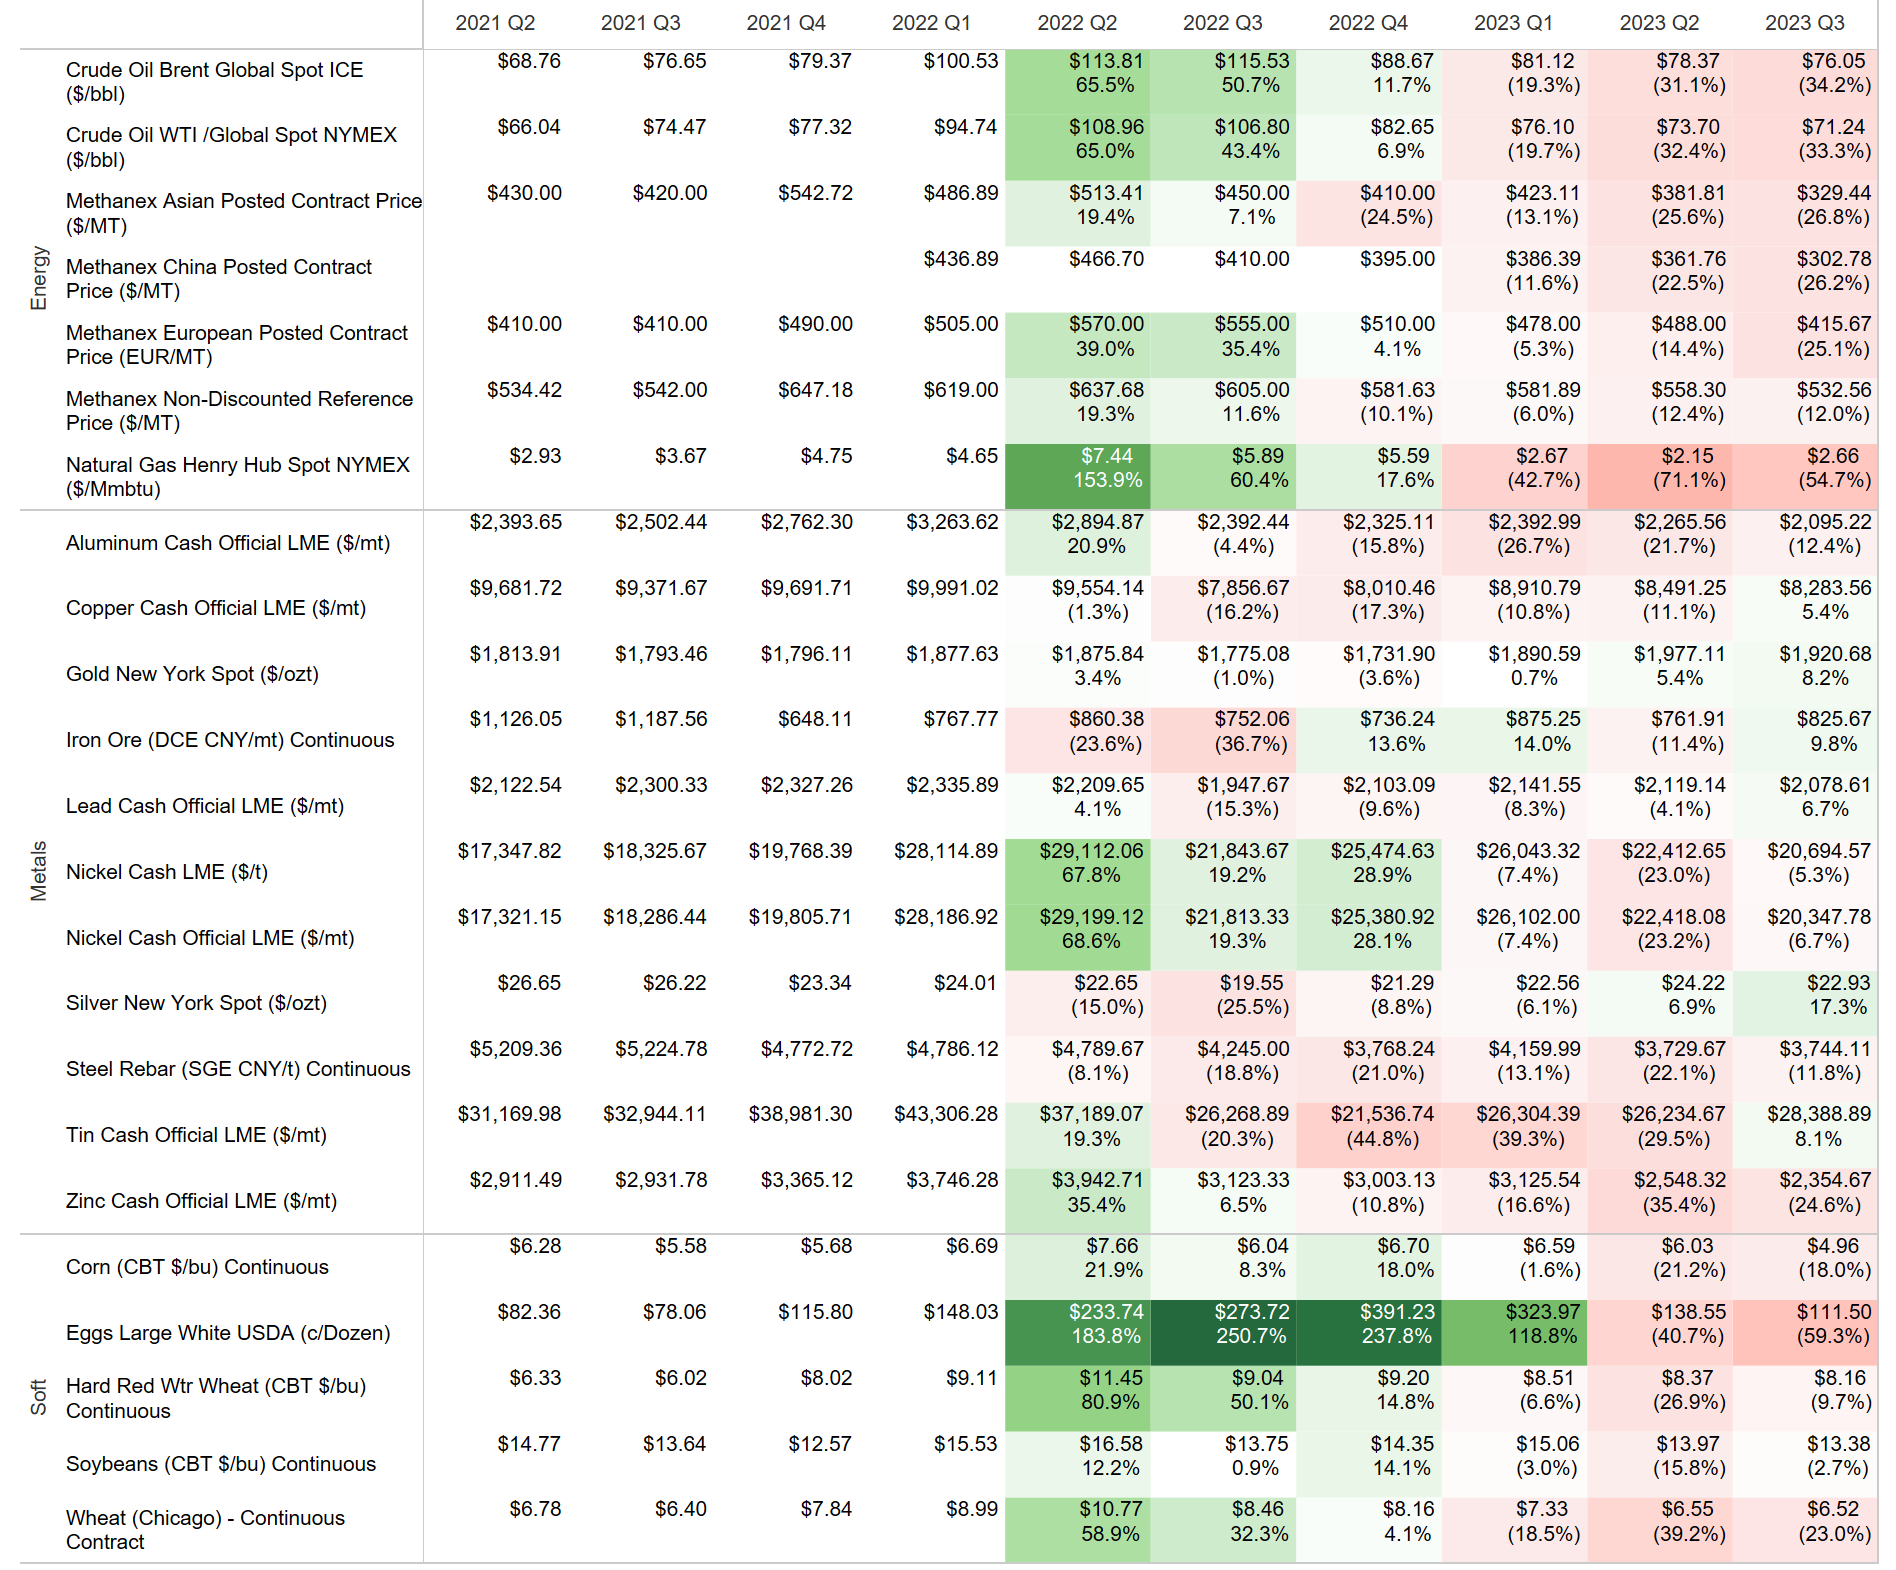 2021 Q2 2021 Q3 2021 Q4 2022 Q1 2022 Q2 2022 Q3 2022 Q4 2023 Q1 2023 Q2 2023 Q3
Energy
Crude Oil Brent Global Spot ICE
($/bbl)
$68.76 $76.65 $79.37 $100.53 $113.81 $115.53 $88.67 $81.12 $78.37 $76.05
65.5% 50.7% 11.7% (19.3%) (31.1%) (34.2%)
Crude Oil WTI /Global Spot NYMEX
($/bbl)
$66.04 $74.47 $77.32 $94.74 $108.96 $106.80 $82.65 $76.10 $73.70 $71.24
65.0% 43.4% 6.9% (19.7%) (32.4%) (33.3%)
Methanex Asian Posted Contract Price
($/MT)
$430.00 $420.00 $542.72 $486.89 $513.41 $450.00 $410.00 $423.11 $381.81 $329.44
19.4% 7.1% (24.5%) (13.1%) (25.6%) (26.8%)
Methanex China Posted Contract
Price ($/MT)
$436.89 $466.70 $410.00 $395.00 $386.39 $361.76 $302.78
(11.6%) (22.5%) (26.2%)
Methanex European Posted Contract
Price (EUR/MT)
$410.00 $410.00 $490.00 $505.00 $570.00 $555.00 $510.00 $478.00 $488.00 $415.67
39.0% 35.4% 4.1% (5.3%) (14.4%) (25.1%)
Methanex Non-Discounted Reference
Price ($/MT)
$534.42 $542.00 $647.18 $619.00 $637.68 $605.00 $581.63 $581.89 $558.30 $532.56
19.3% 11.6% (10.1%) (6.0%) (12.4%) (12.0%)
Natural Gas Henry Hub Spot NYMEX
($/Mmbtu)
$2.93 $3.67 $4.75 $4.65 $7.44 $5.89 $5.59 $2.67 $2.15 $2.66
153.9% 60.4% 17.6% (42.7%) (71.1%) (54.7%)
Metals
Aluminum Cash Official LME ($/mt)
$2,393.65 $2,502.44 $2,762.30 $3,263.62 $2,894.87 $2,392.44 $2,325.11 $2,392.99 $2,265.56 $2,095.22
20.9% (4.4%) (15.8%) (26.7%) (21.7%) (12.4%)
Copper Cash Official LME ($/mt)
$9,681.72 $9,371.67 $9,691.71 $9,991.02 $9,554.14 $7,856.67 $8,010.46 $8,910.79 $8,491.25 $8,283.56
(1.3%) (16.2%) (17.3%) (10.8%) (11.1%) 5.4%
Gold New York Spot ($/ozt)
$1,813.91 $1,793.46 $1,796.11 $1,877.63 $1,875.84 $1,775.08 $1,731.90 $1,890.59 $1,977.11 $1,920.68
3.4% (1.0%) (3.6%) 0.7% 5.4% 8.2%
Iron Ore (DCE CNY/mt) Continuous
$1,126.05 $1,187.56 $648.11 $767.77 $860.38 $752.06 $736.24 $875.25 $761.91 $825.67
(23.6%) (36.7%) 13.6% 14.0% (11.4%) 9.8%
Lead Cash Official LME ($/mt)
$2,122.54 $2,300.33 $2,327.26 $2,335.89 $2,209.65 $1,947.67 $2,103.09 $2,141.55 $2,119.14 $2,078.61
4.1% (15.3%) (9.6%) (8.3%) (4.1%) 6.7%
Nickel Cash LME ($/t)
$17,347.82 $18,325.67 $19,768.39 $28,114.89 $29,112.06 $21,843.67 $25,474.63 $26,043.32 $22,412.65 $20,694.57
67.8% 19.2% 28.9% (7.4%) (23.0%) (5.3%)
Nickel Cash Official LME ($/mt)
$17,321.15 $18,286.44 $19,805.71 $28,186.92 $29,199.12 $21,813.33 $25,380.92 $26,102.00 $22,418.08 $20,347.78
68.6% 19.3% 28.1% (7.4%) (23.2%) (6.7%)
Silver New York Spot ($/ozt)
$26.65 $26.22 $23.34 $24.01 $22.65 $19.55 $21.29 $22.56 $24.22 $22.93
(15.0%) (25.5%) (8.8%) (6.1%) 6.9% 17.3%
Steel Rebar (SGE CNY/t) Continuous
$5,209.36 $5,224.78 $4,772.72 $4,786.12 $4,789.67 $4,245.00 $3,768.24 $4,159.99 $3,729.67 $3,744.11
(8.1%) (18.8%) (21.0%) (13.1%) (22.1%) (11.8%)
Tin Cash Official LME ($/mt)
$31,169.98 $32,944.11 $38,981.30 $43,306.28 $37,189.07 $26,268.89 $21,536.74 $26,304.39 $26,234.67 $28,388.89
19.3% (20.3%) (44.8%) (39.3%) (29.5%) 8.1%
Zinc Cash Official LME ($/mt)
$2,911.49 $2,931.78 $3,365.12 $3,746.28 $3,942.71 $3,123.33 $3,003.13 $3,125.54 $2,548.32 $2,354.67
35.4% 6.5% (10.8%) (16.6%) (35.4%) (24.6%)
Soft
Corn (CBT $/bu) Continuous
$6.28 $5.58 $5.68 $6.69 $7.66 $6.04 $6.70 $6.59 $6.03 $4.96
21.9% 8.3% 18.0% (1.6%) (21.2%) (18.0%)
Eggs Large White USDA (c/Dozen)
$82.36 $78.06 $115.80 $148.03 $233.74 $273.72 $391.23 $323.97 $138.55 $111.50
183.8% 250.7% 237.8% 118.8% (40.7%) (59.3%)
Hard Red Wtr Wheat (CBT $/bu)
Continuous
$6.33 $6.02 $8.02 $9.11 $11.45 $9.04 $9.20 $8.51 $8.37 $8.16
80.9% 50.1% 14.8% (6.6%) (26.9%) (9.7%)
Soybeans (CBT $/bu) Continuous
$14.77 $13.64 $12.57 $15.53 $16.58 $13.75 $14.35 $15.06 $13.97 $13.38
12.2% 0.9% 14.1% (3.0%) (15.8%) (2.7%)
Wheat (Chicago) - Continuous
Contract
$6.78 $6.40 $7.84 $8.99 $10.77 $8.46 $8.16 $7.33 $6.55 $6.52
58.9% 32.3% 4.1% (18.5%) (39.2%) (23.0%)